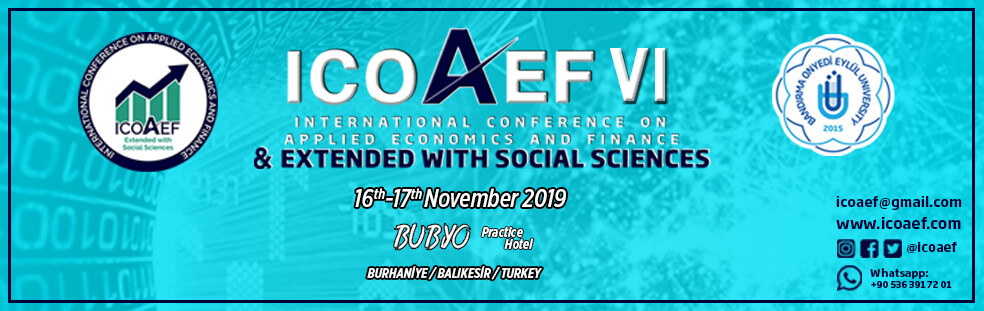 INTERNATIONAL CONFERENCE ON APPLIED ECONOMICS AND FINANCE
ICOAEF
Extended with
Social Sciences
ICOAEF VI
INTERNATIONAL CONFERENCE ON
APPLIED ECONOMICS AND FINANCE
& EXTENDED WITH SOCIAL SCIENCES
BANDIRMA ONYEDİ EYLÜL UNIVERSITY
2015
16th-17th November 2019
BUBYO Practice
Hotel
BURHANİYE / BALIKESİR / TURKEY
icoaef@gmail.com
www.icoaef.com
@icoaef
Whatsapp:
+90 536 391 72 01